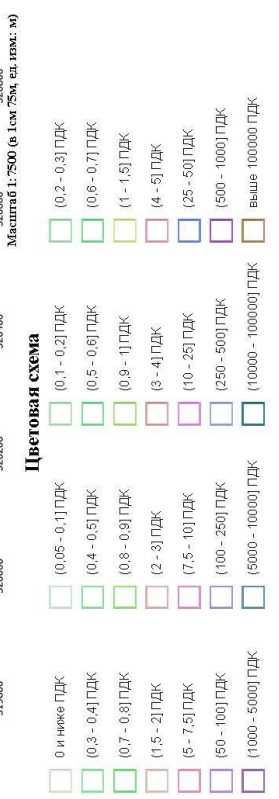 Масштаб 1:7500 (в 1см 75м, ед. изм.: м)
Цветовая схема
0 и ниже ПДК (0,05 - 0,1] ПДК (0,1 - 0,2] ПДК (0,2 - 0,3] ПДК
(0,3 - 0,4] ПДК (0,4 - 0,5] ПДК (0,5 - 0,6] ПДК (0,6 - 0,7] ПДК
(0,7 - 0,8] ПДК (0,8 - 0,9] ПДК (0,9 - 1] ПДК (1 - 1,5] ПДК
(1,5 - 2] ПДК (2 - 3] ПДК (3 - 4] ПДК (4 - 5] ПДК
(5 - 7,5] ПДК (7,5 - 10] ПДК (10 - 25] ПДК (25 - 50] ПДК
(50 - 100] ПДК (100 - 250] ПДК (250 - 500] ПДК (500 - 1000] ПДК
(1000 - 5000] ПДК (5000 - 10000] ПДК (10000 - 100000] ПДК выше 100000 ПДК